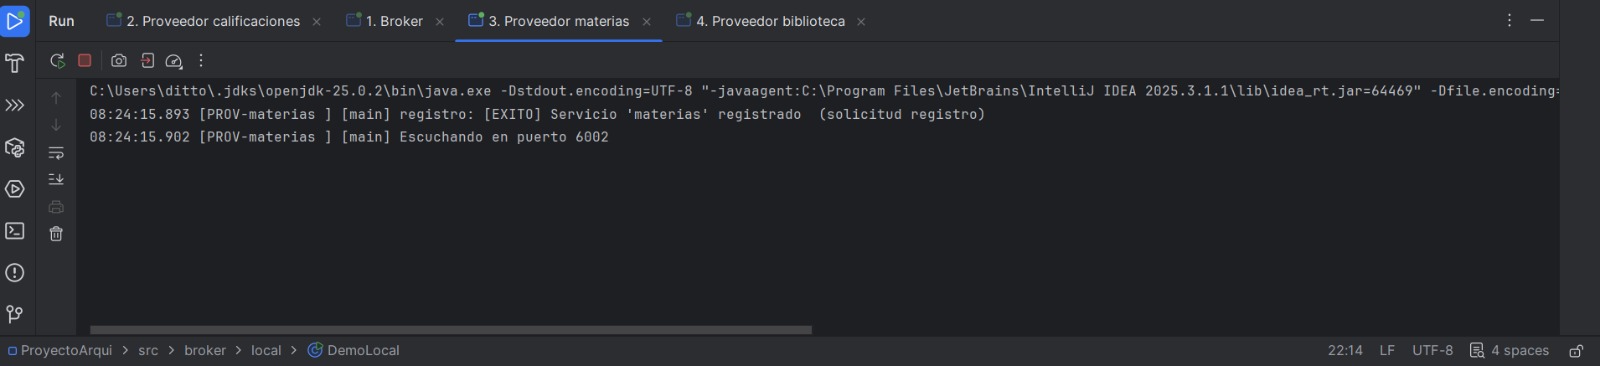 Run 2. Proveedor calificaciones 1. Broker 3. Proveedor materias 4. Proveedor biblioteca
C:\Users\ditto\.jdks\openjdk-25.0.2\bin\java.exe -Dstdout.encoding=UTF-8 "-javaagent:C:\Program Files\JetBrains\IntelliJ IDEA 2025.3.1.1\lib\idea_rt.jar=64469" -Dfile.encoding=
08:24:15.893 [PROV-materias ] [main] registro: [EXITO] Servicio 'materias' registrado  (solicitud registro)
08:24:15.902 [PROV-materias ] [main] Escuchando en puerto 6002
ProyectoArqui > src > broker > local > DemoLocal 22:14 LF UTF-8 4 spaces